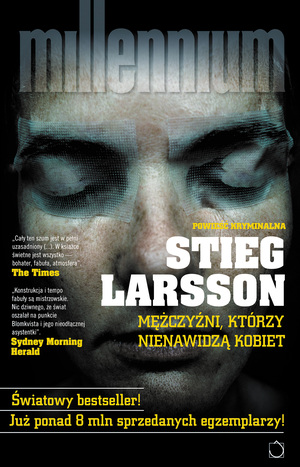 millennium
POWIEŚĆ KRYMINALNA
STIEG
LARSSON
MĘŻCZYŹNI, KTÓRZY
NIENAWIDZĄ KOBIET
„Cały ten szum jest w pełni
uzasadniony (...). W książce
świetne jest wszystko —
bohater, fabuła, atmosfera”.
The Times
„Konstrukcja i tempo
fabuły są mistrzowskie.
Nic dziwnego, że świat
oszalał na punkcie
Blomkvista i jego nieodłącznej
asystentki”.
Sydney Morning
Herald
Światowy bestseller!
Już ponad 8 mln sprzedanych egzemplarzy!